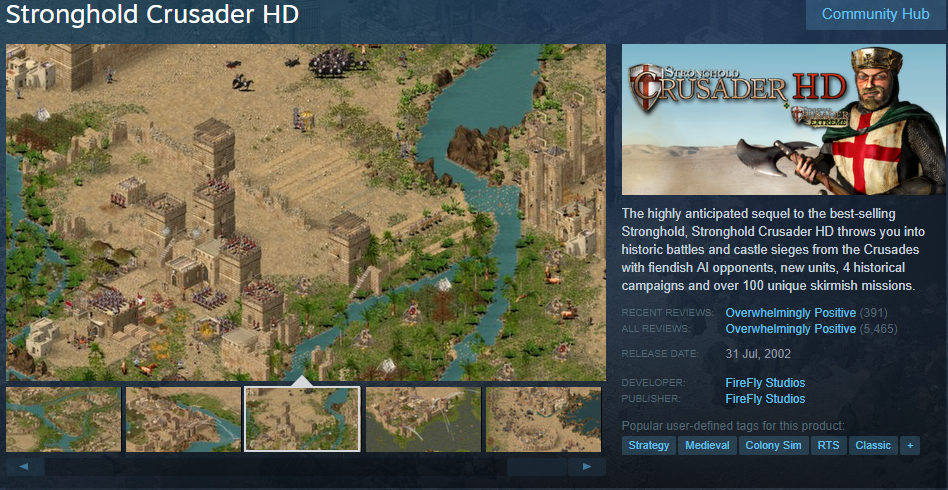 Stronghold Crusader HD
Community Hub
STRONGHOLD
CRUSADER HD
STRONGHOLD
CRUSADER
EXTREME
The highly anticipated sequel to the best-selling
Stronghold, Stronghold Crusader HD throws you into
historic battles and castle sieges from the Crusades
with fiendish AI opponents, new units, 4 historical
campaigns and over 100 unique skirmish missions.
RECENT REVIEWS: Overwhelmingly Positive (391)
ALL REVIEWS: Overwhelmingly Positive (5,465)
RELEASE DATE: 31 Jul, 2002
DEVELOPER: FireFly Studios
PUBLISHER: FireFly Studios
Popular user-defined tags for this product:
Strategy Medieval Colony Sim RTS Classic +